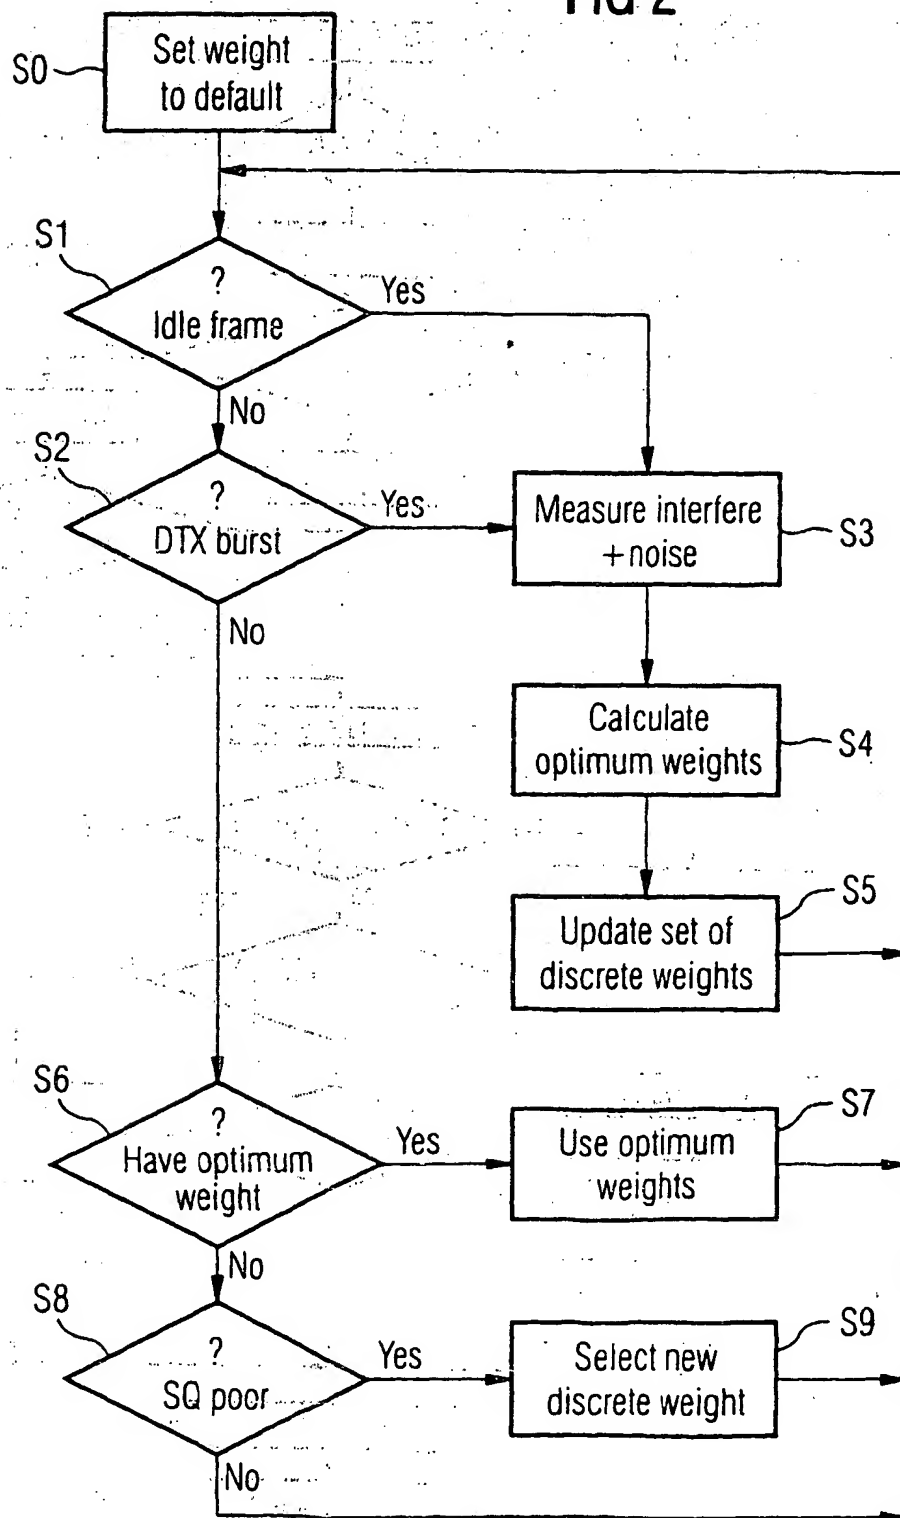 FIG 2
S0
Set weight
to default
S1
?
Idle frame
Yes
No
S2
?
DTX burst
Yes
No
Measure interfere
+noise
S3
Calculate
optimum weights
S4
Update set of
discrete weights
S5
S6
?
Have optimum
weight
Yes
No
Use optimum
weights
S7
S8
?
SQ poor
Yes
No
Select new
discrete weight
S9